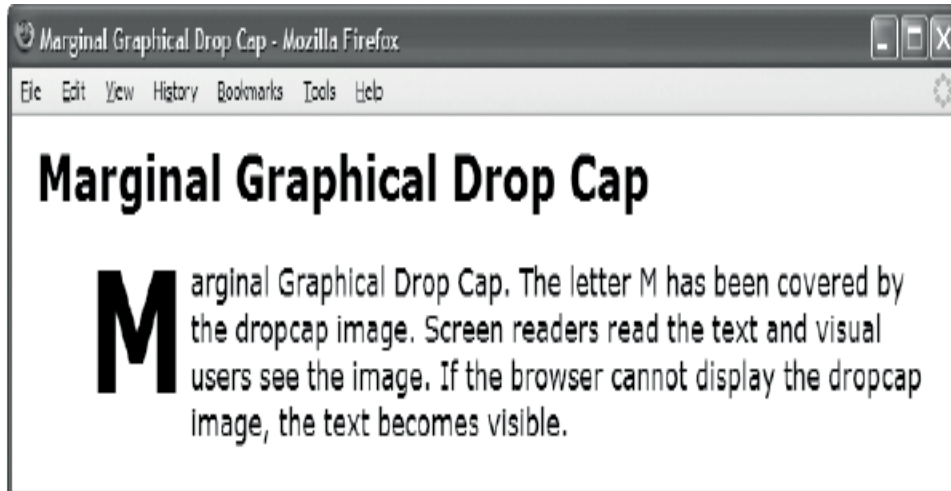 Marginal Graphical Drop Cap - Mozilla Firefox
File Edit View History Bookmarks Tools Help
Marginal Graphical Drop Cap
Marginal Graphical Drop Cap. The letter M has been covered by
the dropcap image. Screen readers read the text and visual
users see the image. If the browser cannot display the dropcap
image, the text becomes visible.